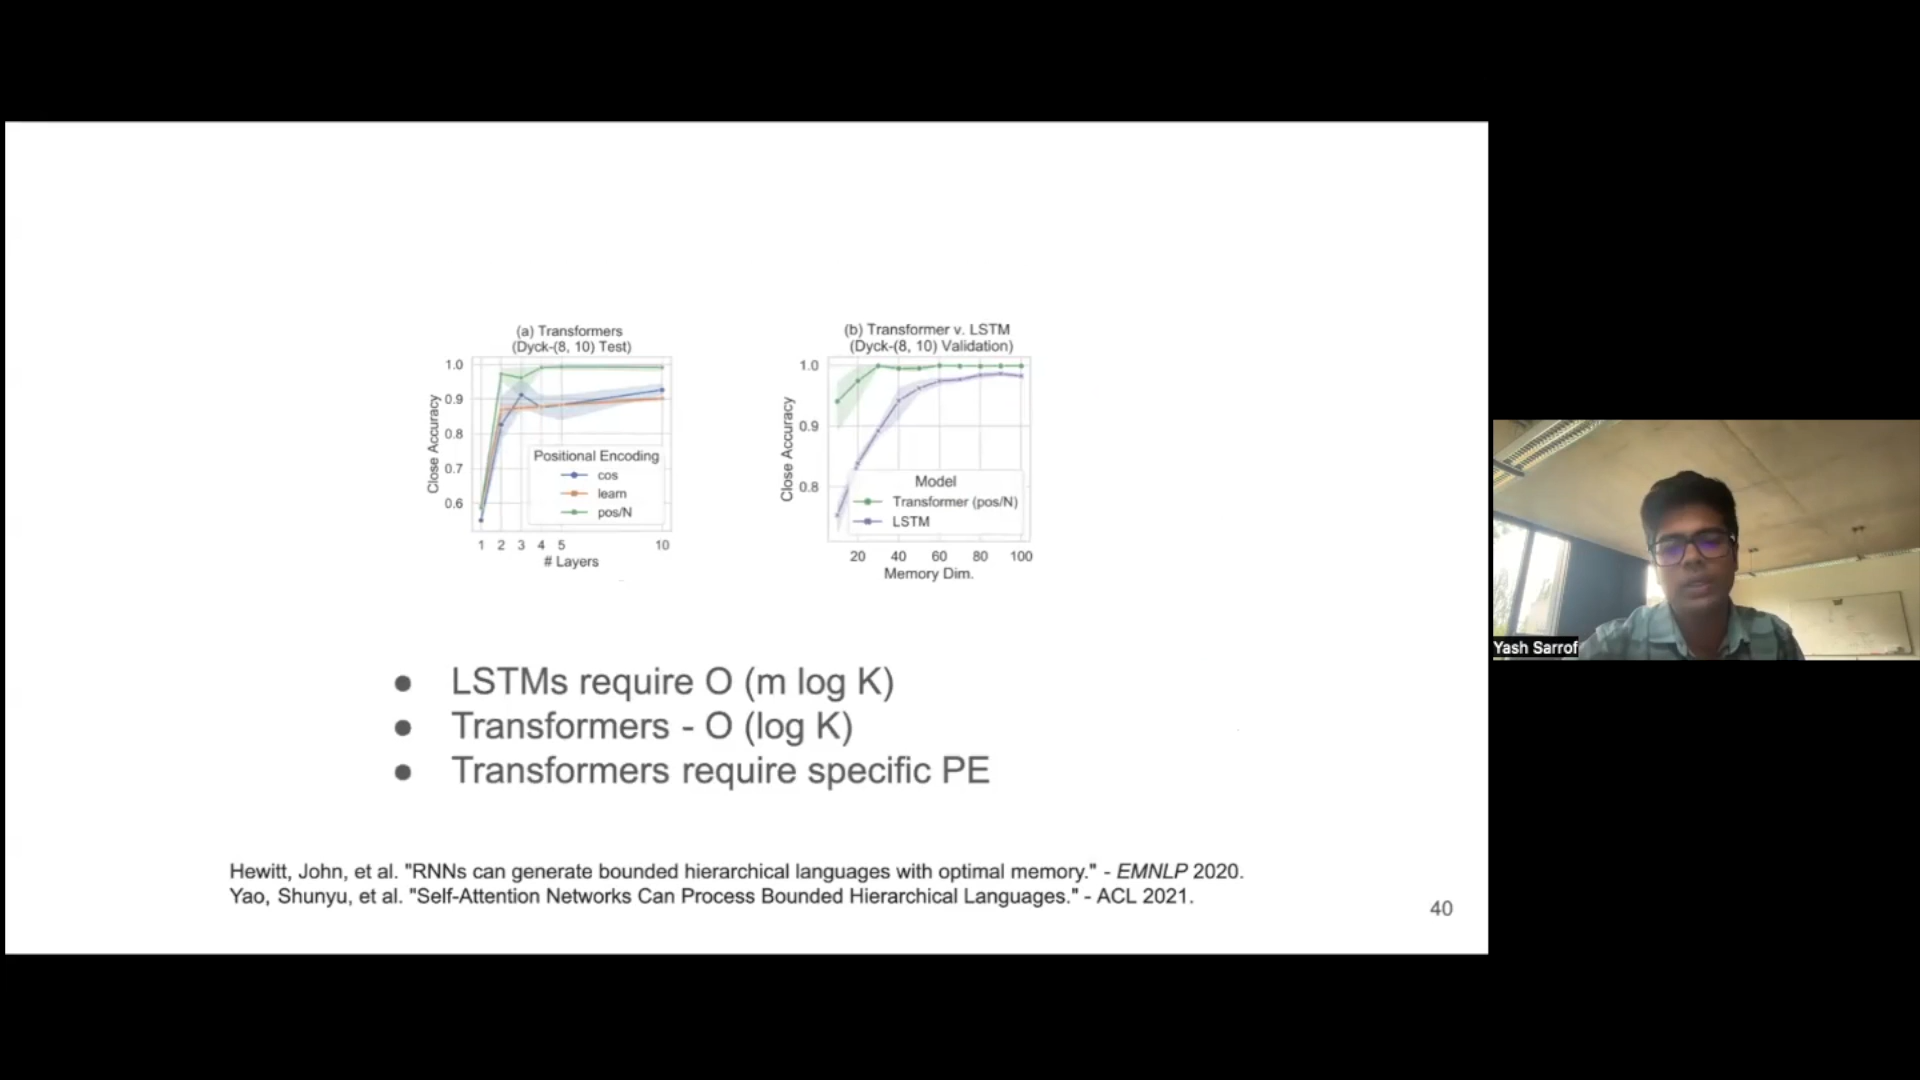 (a) Transformers
(Dyck-(8, 10) Test)
1.0
0.9
0.8
0.7
0.6
Close Accuracy
Positional Encoding
cos
learn
pos/N
1 2 3 4 5 10
# Layers
(b) Transformer v. LSTM
(Dyck-(8, 10) Validation)
1.0
0.9
0.8
Close Accuracy
Model
Transformer (pos/N)
LSTM
20 40 60 80 100
Memory Dim.
● LSTMs require O (m log K)
● Transformers - O (log K)
● Transformers require specific PE
Hewitt, John, et al. "RNNs can generate bounded hierarchical languages with optimal memory." - EMNLP 2020.
Yao, Shunyu, et al. "Self-Attention Networks Can Process Bounded Hierarchical Languages." - ACL 2021.
40
Yash Sarrof